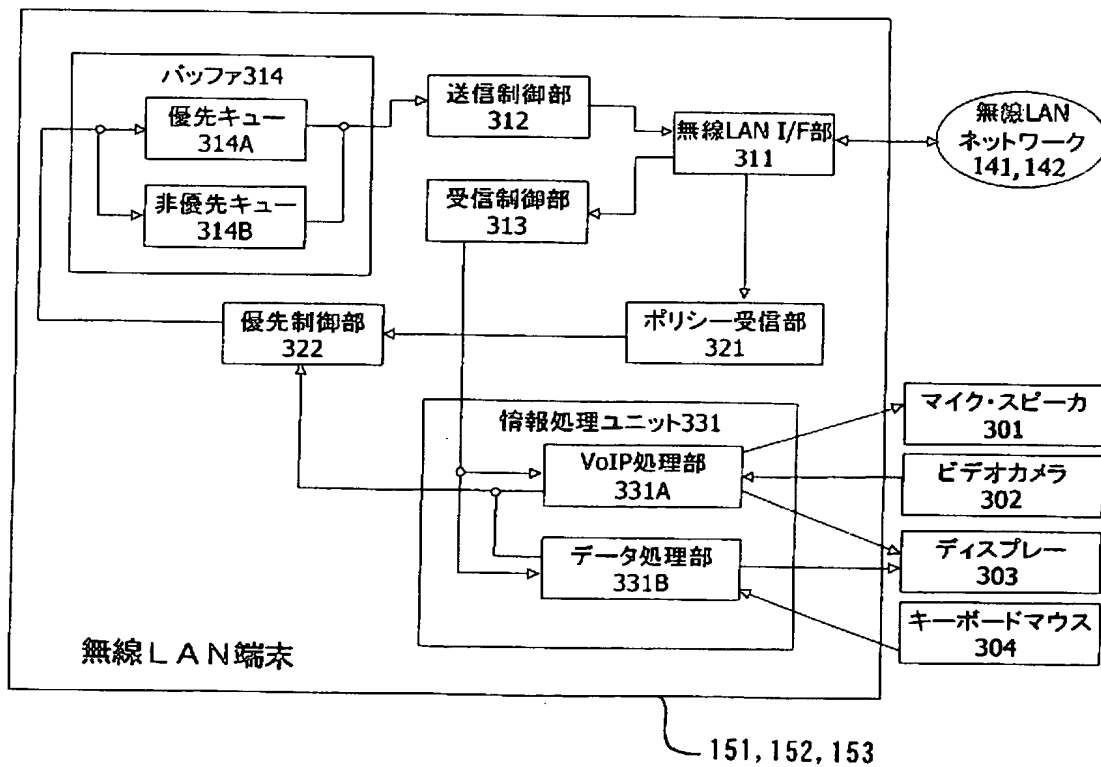 バッファ314
優先キュー
314A
非優先キュー
314B
送信制御部
312
受信制御部
313
無線LAN I/F部
311
無線LAN
ネットワーク
141,142
優先制御部
322
ポリシー受信部
321
情報処理ユニット331
VoIP処理部
331A
データ処理部
331B
マイク・スピーカ
301
ビデオカメラ
302
ディスプレー
303
キーボードマウス
304
無線LAN端末
151, 152, 153